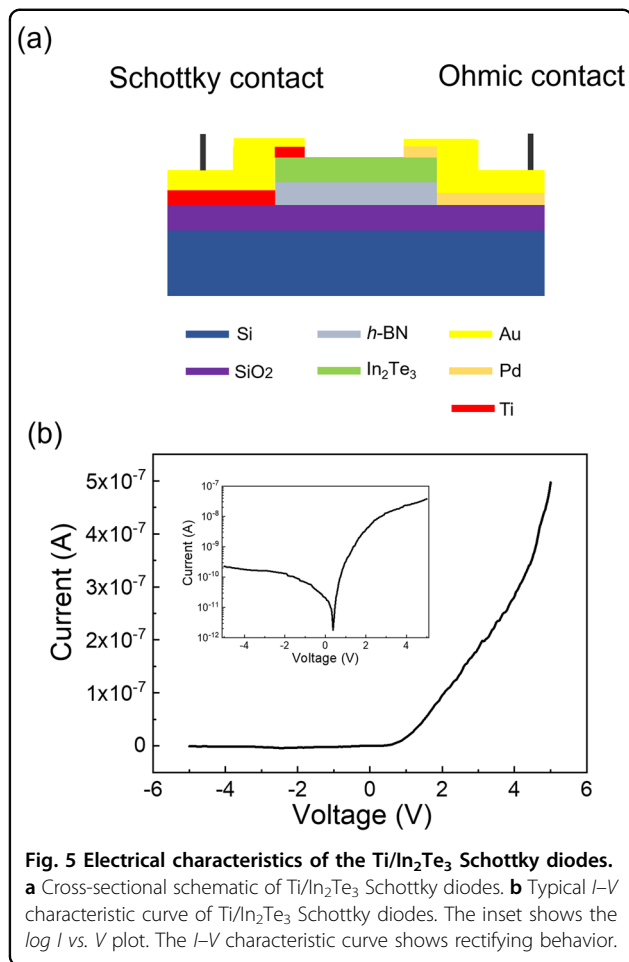 (a)
Schottky contact Ohmic contact
Si h-BN Au
SiO2 In₂Te₃ Pd
Ti
(b)
5x10⁻⁷
4x10⁻⁷
3x10⁻⁷
2x10⁻⁷
1x10⁻⁷
0
Current (A)
10⁻⁷
10⁻⁸
10⁻⁹
10⁻¹⁰
10⁻¹¹
10⁻¹²
Current (A)
-4 -2 0 2 4
Voltage (V)
-6 -4 -2 0 2 4 6
Voltage (V)
Fig. 5 Electrical characteristics of the Ti/In₂Te₃ Schottky diodes.
a Cross-sectional schematic of Ti/In₂Te₃ Schottky diodes. b Typical I–V
characteristic curve of Ti/In₂Te₃ Schottky diodes. The inset shows the
log I vs. V plot. The I–V characteristic curve shows rectifying behavior.